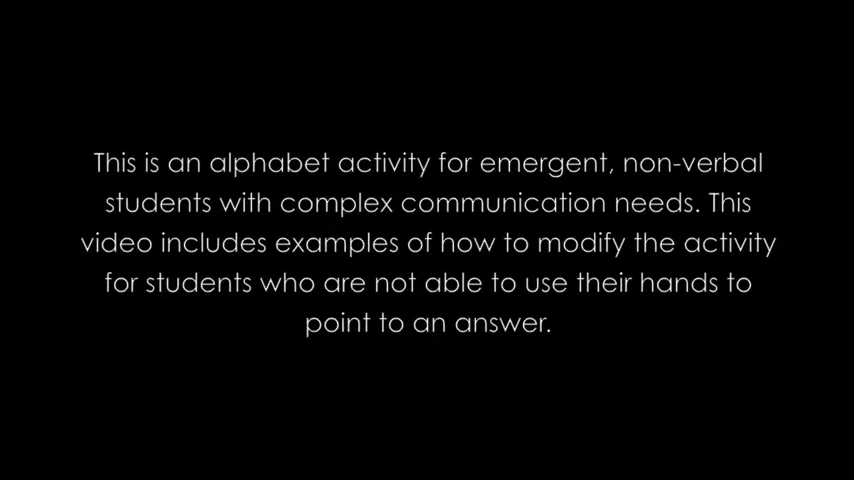 This is an alphabet activity for emergent, non-verbal
students with complex communication needs. This
video includes examples of how to modify the activity
for students who are not able to use their hands to
point to an answer.